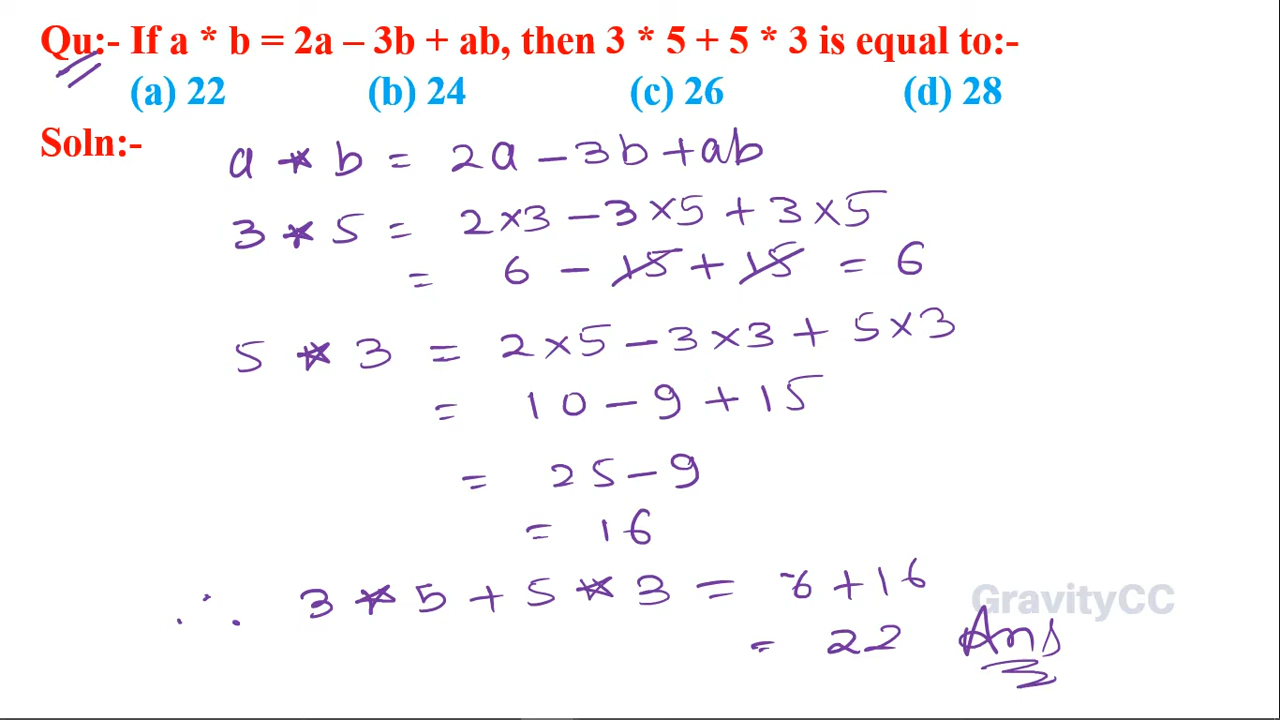 Qu:- If a * b = 2a – 3b + ab, then 3 * 5 + 5 * 3 is equal to:-
(a) 22 (b) 24 (c) 26 (d) 28
Soln:- a * b = 2a - 3b + ab
3 * 5 = 2×3 - 3×5 + 3×5
= 6 - 15 + 15 = 6
5 * 3 = 2×5 - 3×3 + 5×3
= 10 - 9 + 15
= 25 - 9
= 16
∴ 3 * 5 + 5 * 3 = 6 + 16
GravityCC
= 22 Ans